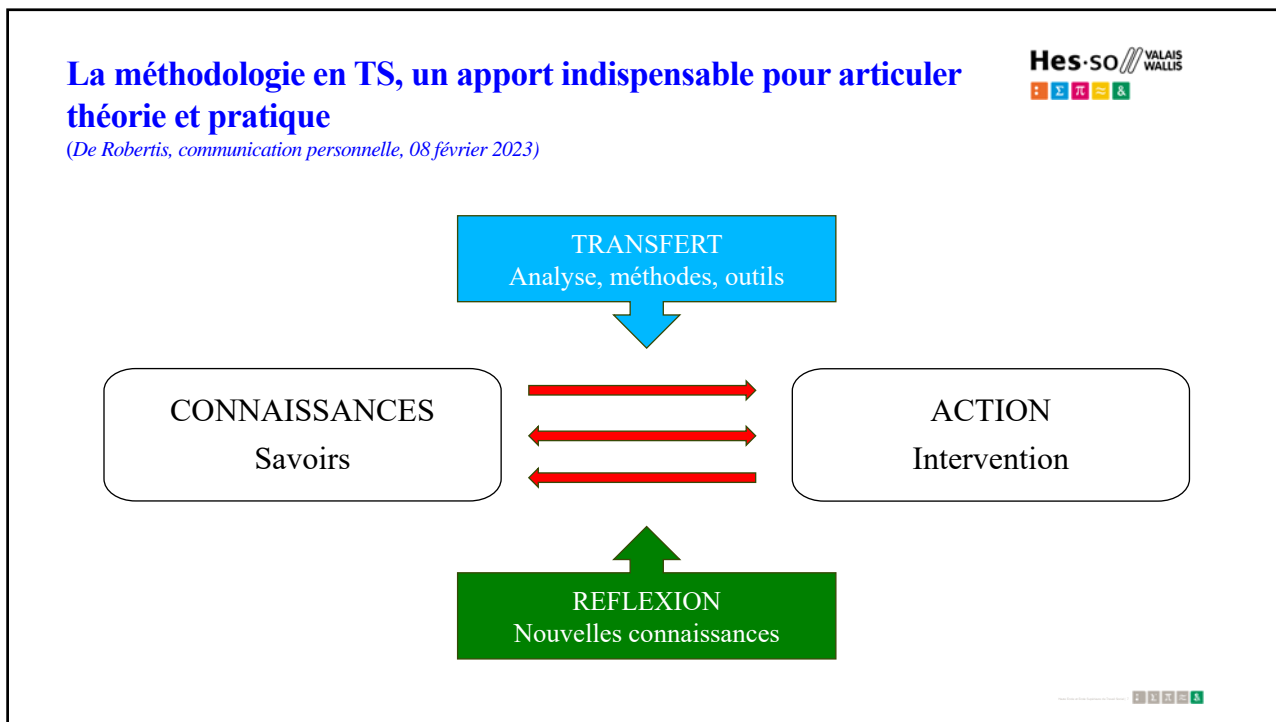 La méthodologie en TS, un apport indispensable pour articuler
théorie et pratique
(De Robertis, communication personnelle, 08 février 2023)
Hes·so// VALAIS
WALLIS
: Σ π ≈ &
TRANSFERT
Analyse, méthodes, outils
CONNAISSANCES
Savoirs
ACTION
Intervention
REFLEXION
Nouvelles connaissances
: Σ π ≈ &